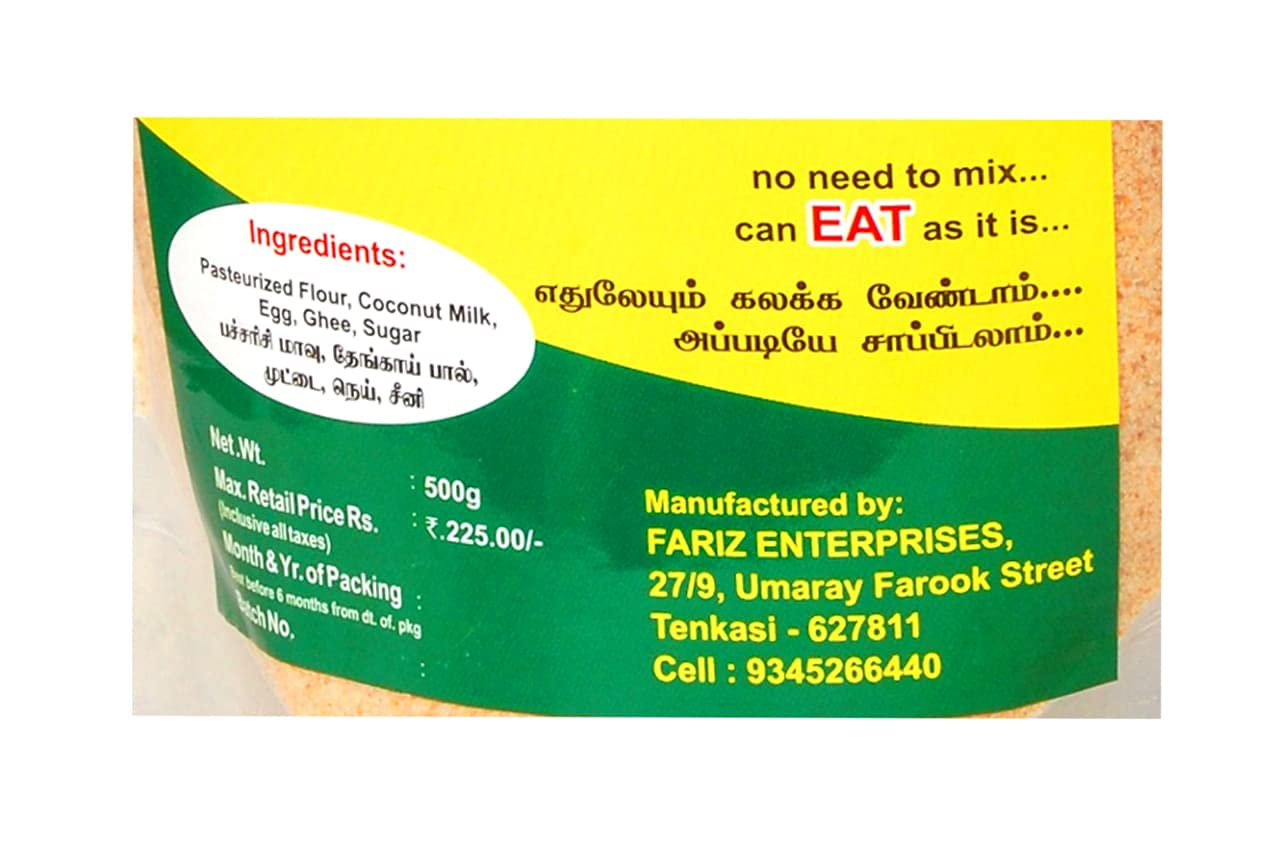 no need to mix...
can EAT as it is...
எதுலேயும் கலக்க வேண்டாம்....
அப்படியே சாப்பிடலாம்...
Ingredients:
Pasteurized Flour, Coconut Milk,
Egg, Ghee, Sugar
பச்சரிசி மாவு, தேங்காய் பால்,
முட்டை, நெய், சீனி
Net.Wt. : 500g
Max. Retail Price Rs. : ₹.225.00/-
(Inclusive all taxes)
Month & Yr. of Packing :
Best before 6 months from dt. of. pkg
Batch No. :
Manufactured by:
FARIZ ENTERPRISES,
27/9, Umaray Farook Street
Tenkasi - 627811
Cell : 9345266440